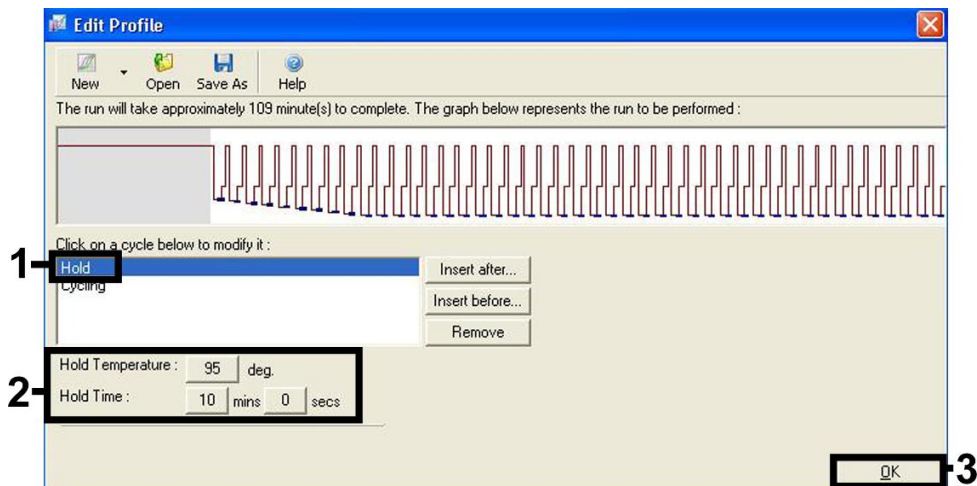 Edit Profile
New Open Save As Help
The run will take approximately 109 minute(s) to complete. The graph below represents the run to be performed :
Click on a cycle below to modify it :
1
Hold
Cycling
Insert after...
Insert before...
Remove
2
Hold Temperature : 95 deg.
Hold Time : 10 mins 0 secs
OK
3